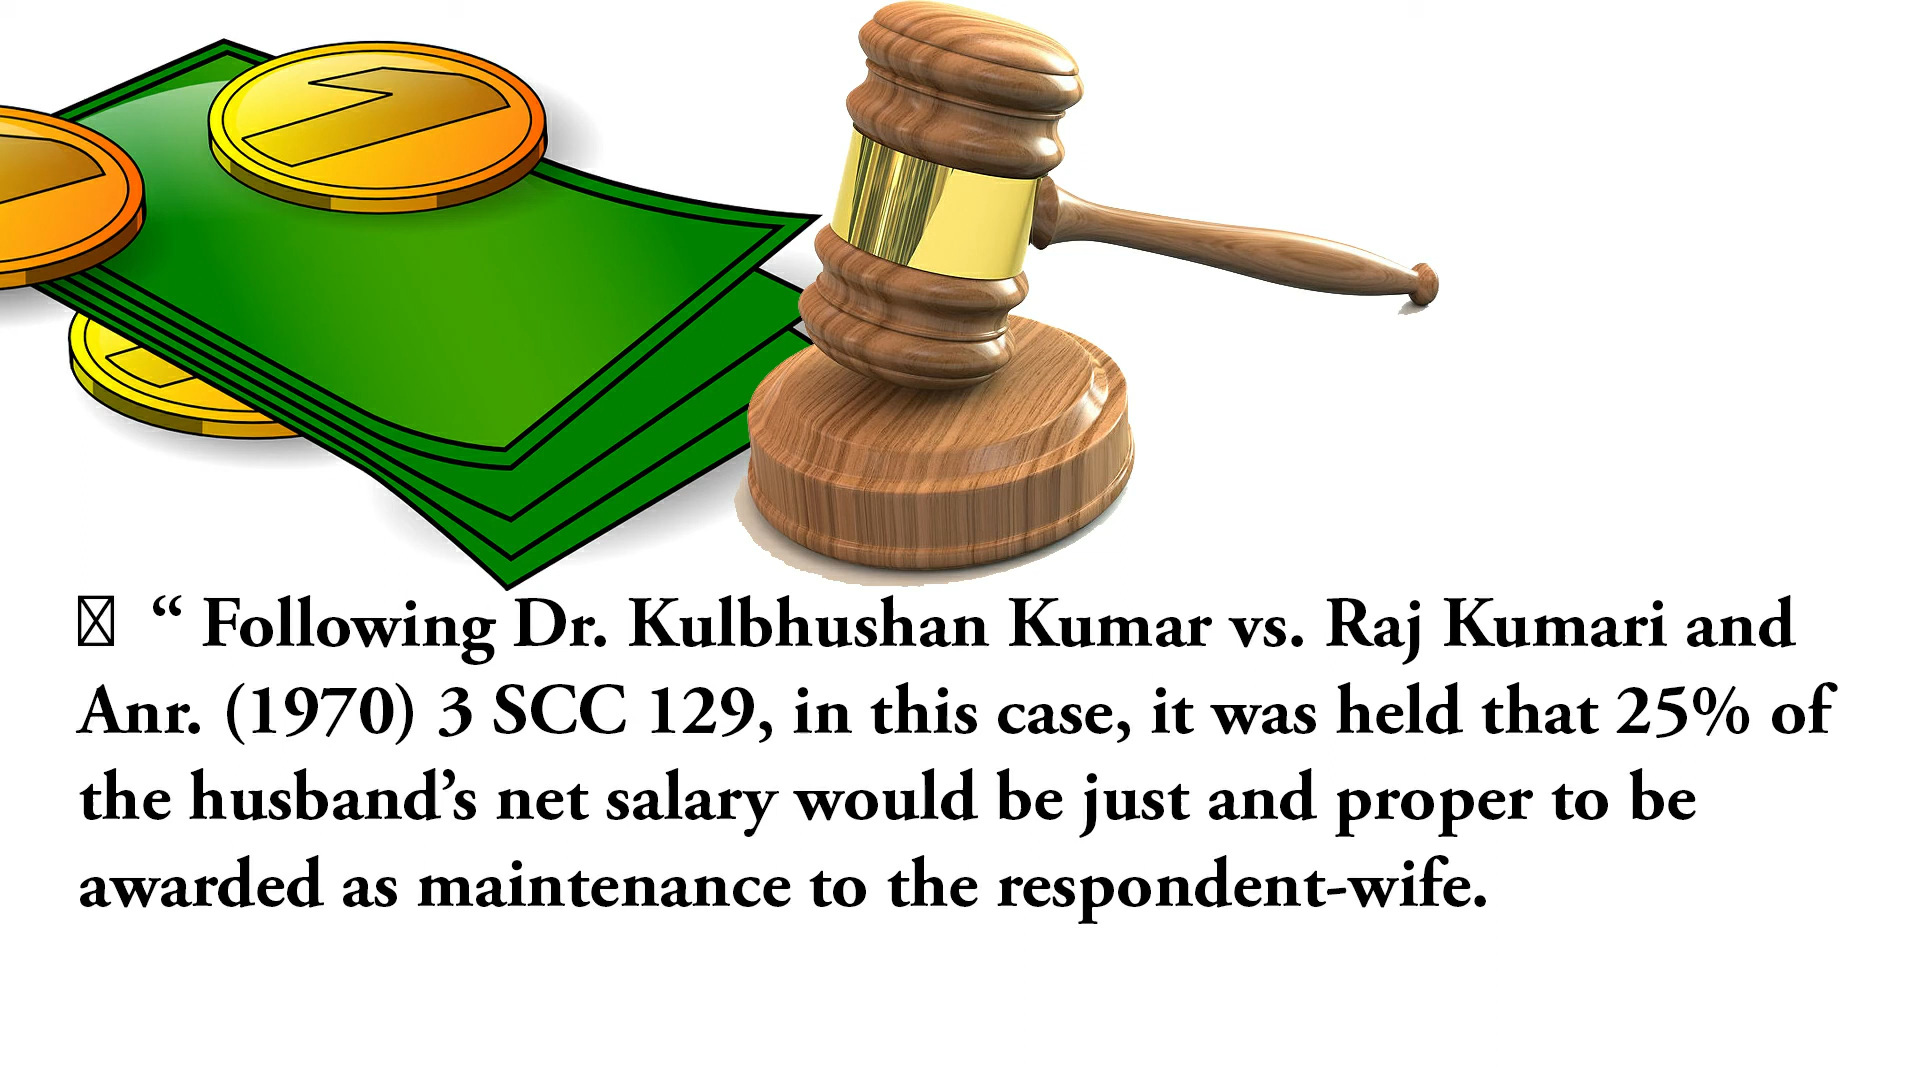 “ Following Dr. Kulbhushan Kumar vs. Raj Kumari and
Anr. (1970) 3 SCC 129, in this case, it was held that 25% of
the husband’s net salary would be just and proper to be
awarded as maintenance to the respondent-wife.